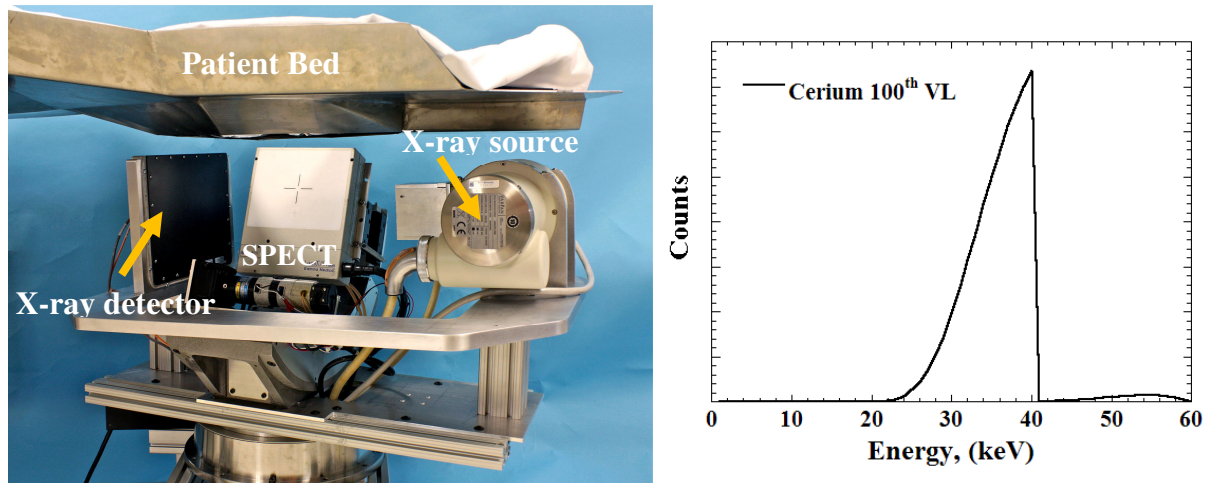 Patient Bed
X-ray source
SPECT
X-ray detector
Counts
Cerium 100th VL
0
10
20
30
40
50
60
Energy, (keV)